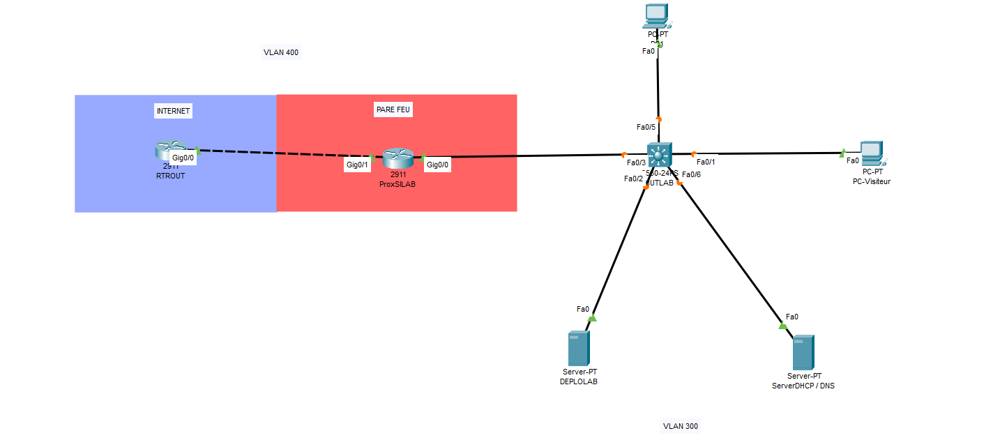 PC-PT
Fa0
VLAN 400
INTERNET
PARE FEU
Fa0/5
Gig0/0
2911
RTROUT
Gig0/1
Gig0/0
2911
ProxSILAB
Fa0/3
Fa0/1
Fa0/2
Fa0/6
UTLAB
Fa0
PC-PT
PC-Visiteur
Fa0
Fa0
Server-PT
DEPLOLAB
Server-PT
ServerDHCP / DNS
VLAN 300